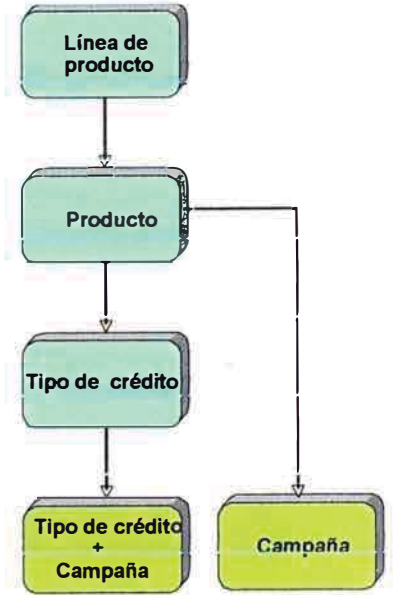 Línea de
producto
Producto
Tipo de crédito
Tipo de crédito
+
Campaña
Campaña